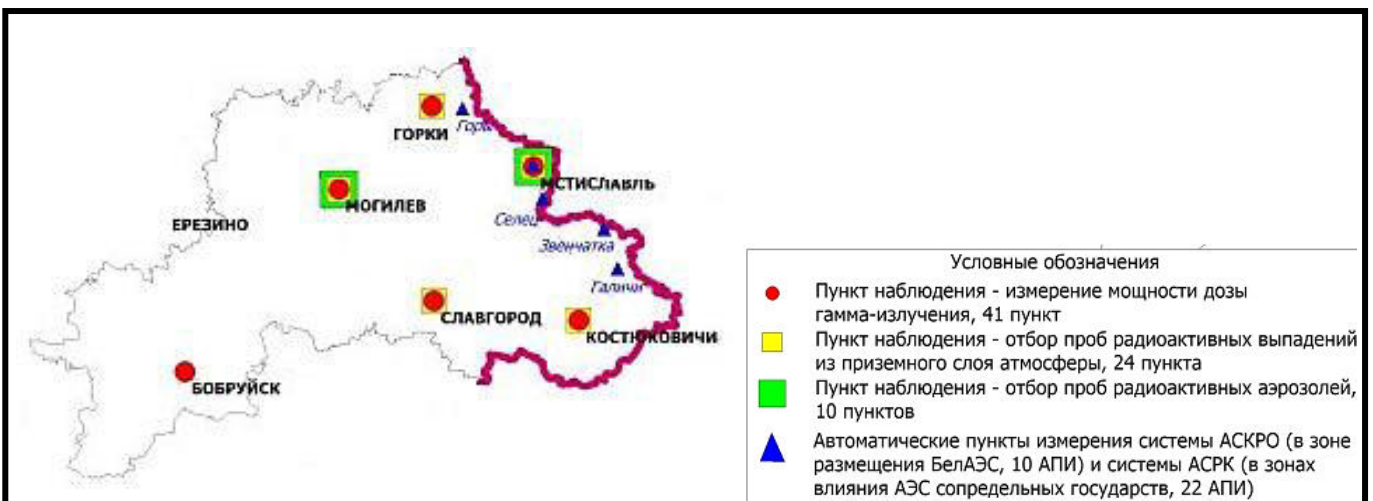 ГОРКИ
Горы
МСТИСЛАВЛЬ
МОГИЛЕВ
Селец
ЕРЕЗИНО
Звенчатка
Галичи
СЛАВГОРОД
КОСТЮКОВИЧИ
БОБРУЙСК
Условные обозначения
Пункт наблюдения - измерение мощности дозы
гамма-излучения, 41 пункт
Пункт наблюдения - отбор проб радиоактивных выпадений
из приземного слоя атмосферы, 24 пункта
Пункт наблюдения - отбор проб радиоактивных аэрозолей,
10 пунктов
Автоматические пункты измерения системы АСКРО (в зоне
размещения БелАЭС, 10 АПИ) и системы АСРК (в зонах
влияния АЭС сопредельных государств, 22 АПИ)